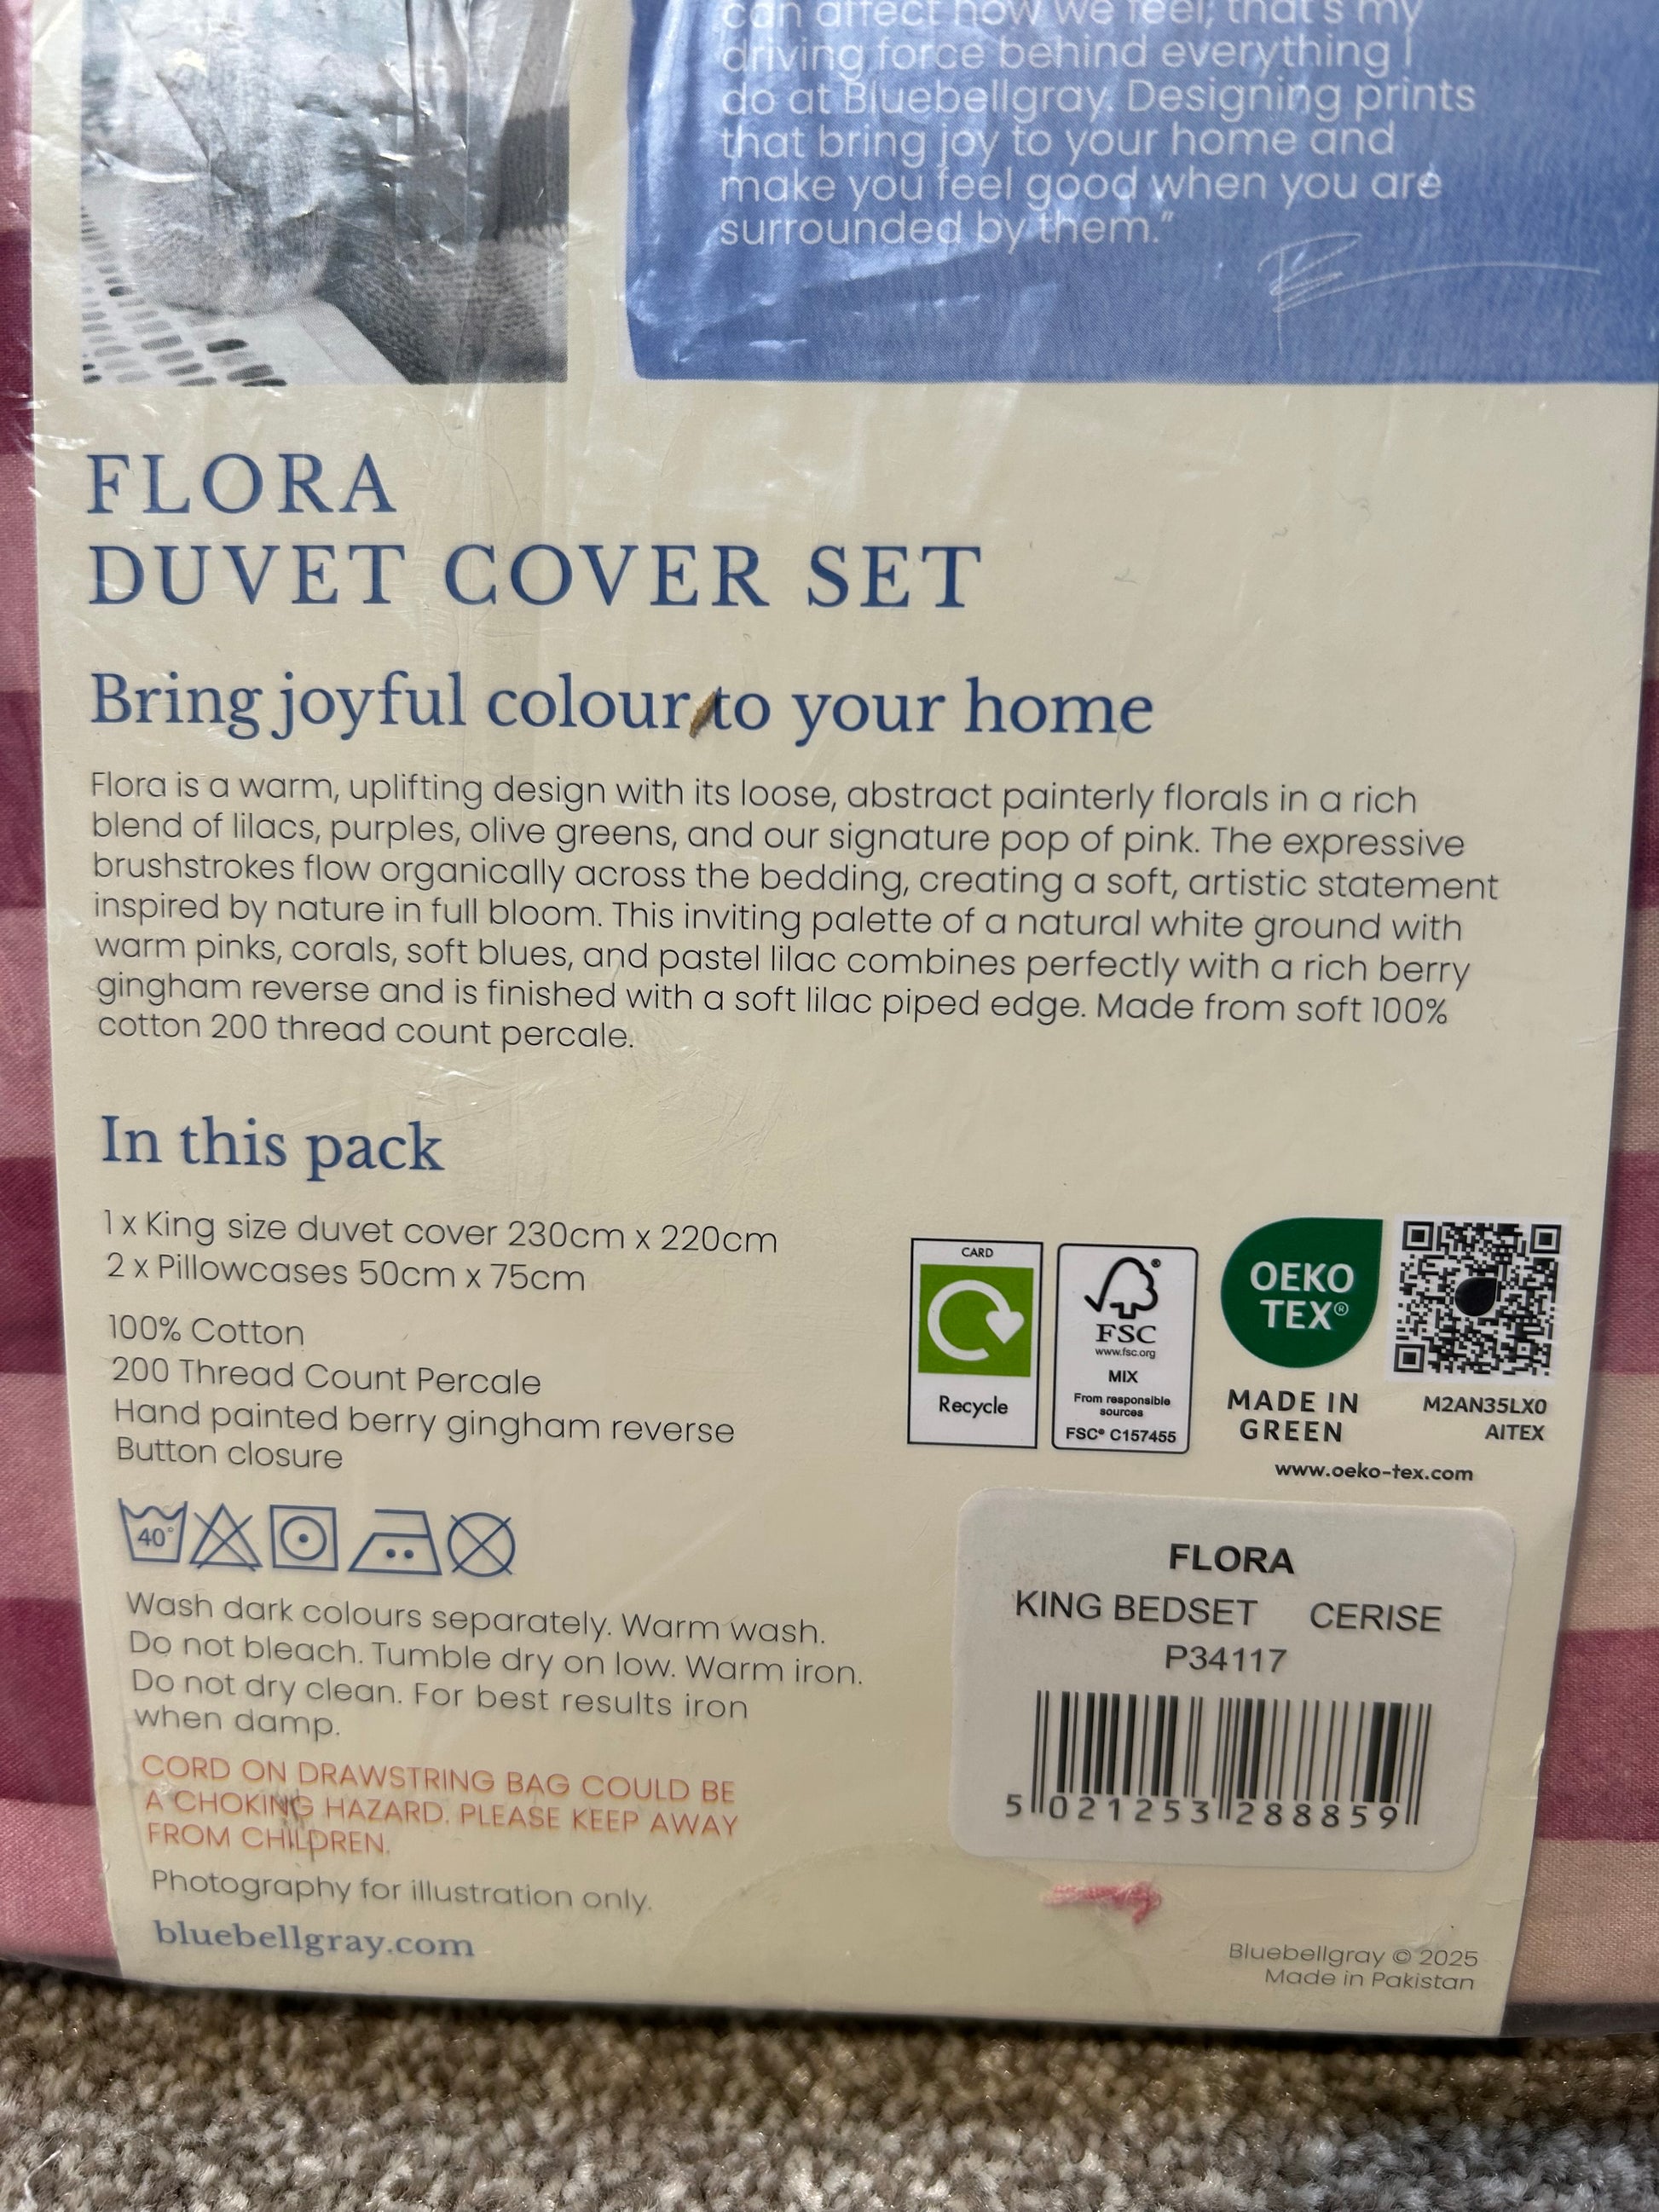 can affect how we feel; that's my
driving force behind everything I
do at Bluebellgray. Designing prints
that bring joy to your home and
make you feel good when you are
surrounded by them."
FLORA
DUVET COVER SET
Bring joyful colour to your home
Flora is a warm, uplifting design with its loose, abstract painterly florals in a rich
blend of lilacs, purples, olive greens, and our signature pop of pink. The expressive
brushstrokes flow organically across the bedding, creating a soft, artistic statement
inspired by nature in full bloom. This inviting palette of a natural white ground with
warm pinks, corals, soft blues, and pastel lilac combines perfectly with a rich berry
gingham reverse and is finished with a soft lilac piped edge. Made from soft 100%
cotton 200 thread count percale.
In this pack
1 x King size duvet cover 230cm x 220cm
2 x Pillowcases 50cm x 75cm
100% Cotton
200 Thread Count Percale
Hand painted berry gingham reverse
Button closure
40°
Wash dark colours separately. Warm wash.
Do not bleach. Tumble dry on low. Warm iron.
Do not dry clean. For best results iron
when damp.
CORD ON DRAWSTRING BAG COULD BE
A CHOKING HAZARD. PLEASE KEEP AWAY
FROM CHILDREN.
Photography for illustration only.
bluebellgray.com
CARD
Recycle
FSC
www.fsc.org
MIX
From responsible
sources
FSC® C157455
OEKO
TEX®
MADE IN
GREEN
M2AN35LX0
AITEX
www.oeko-tex.com
FLORA
KING BEDSET CERISE
P34117
5 021253 288859
Bluebellgray © 2025
Made in Pakistan